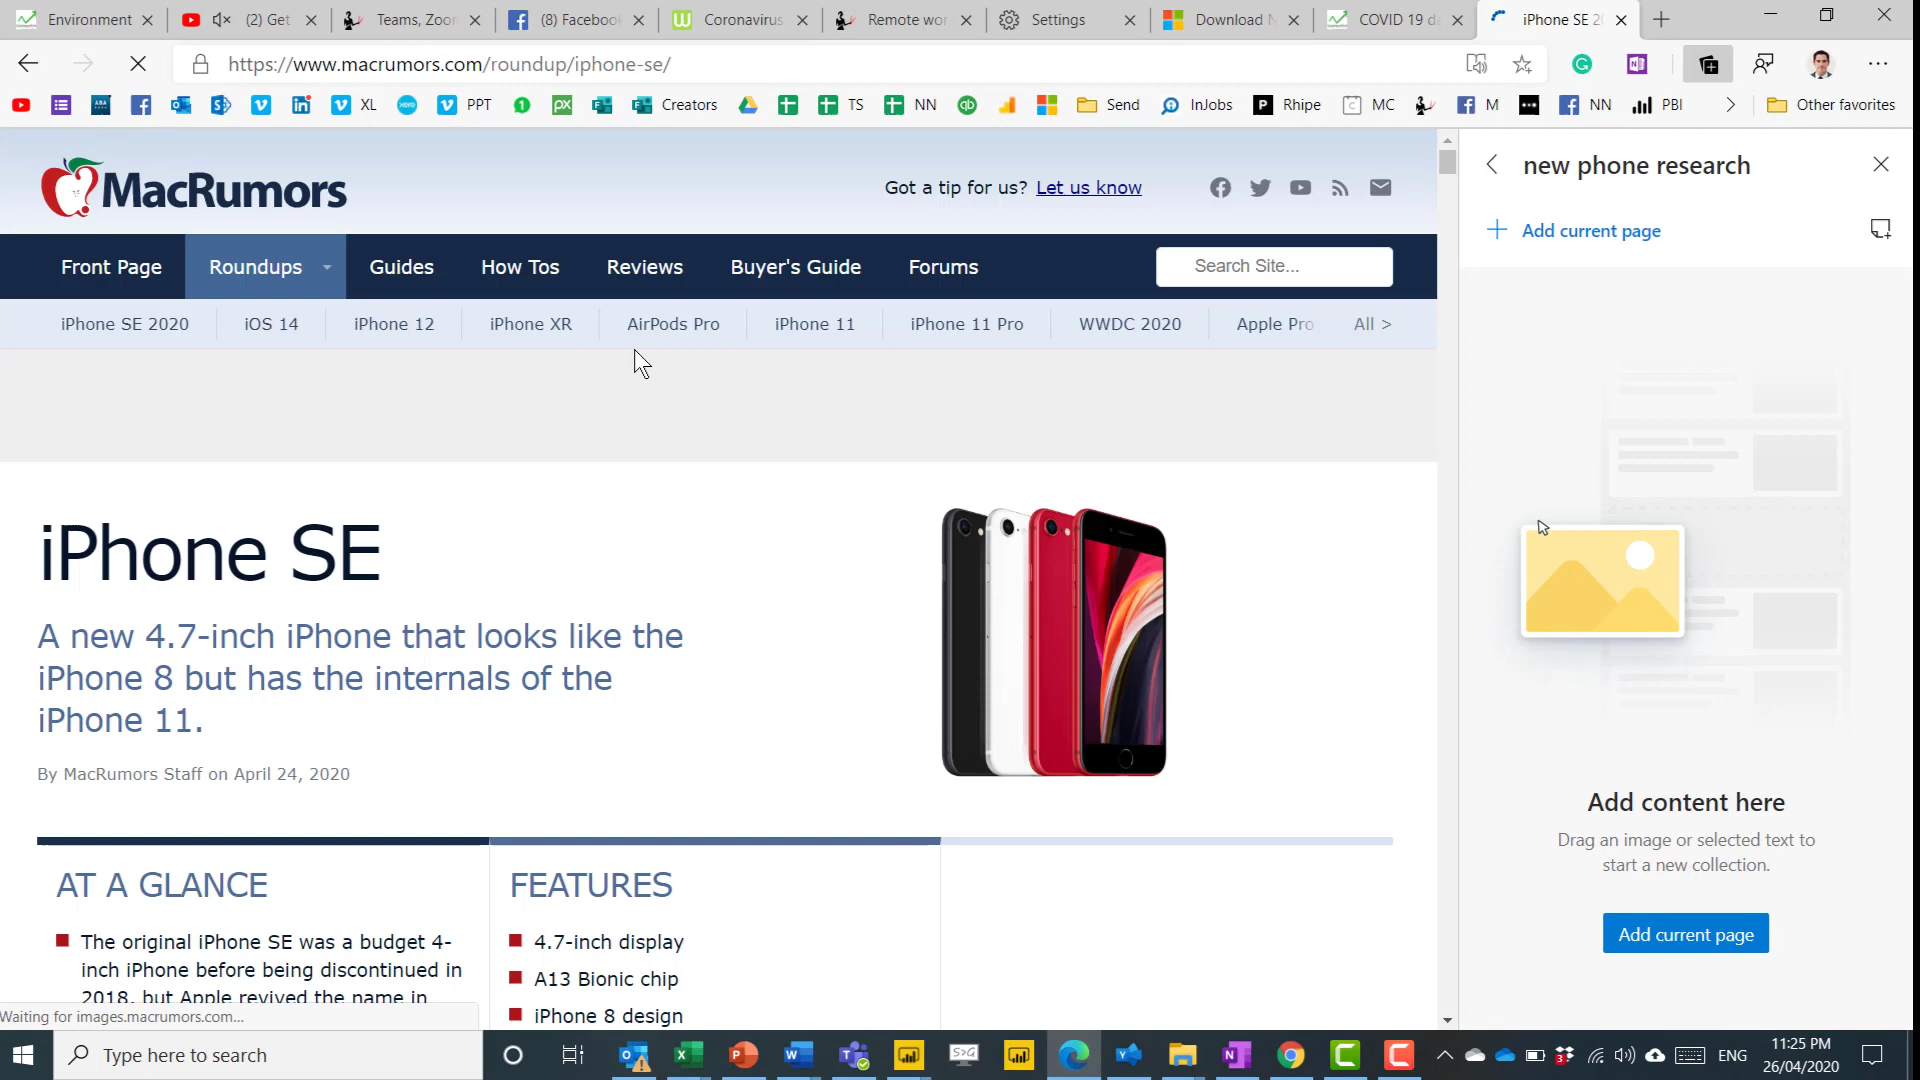 Environment
(2) Get
Teams, Zoo
(8) Facebook
Coronavirus
Remote wor
Settings
Download N
COVID 19 d
iPhone SE 2
https://www.macrumors.com/roundup/iphone-se/
XL
PPT
Creators
TS
NN
Send
InJobs
Rhipe
MC
M
NN
PBI
Other favorites
MacRumors
Got a tip for us? Let us know
Front Page
Roundups
Guides
How Tos
Reviews
Buyer's Guide
Forums
Search Site...
iPhone SE 2020
iOS 14
iPhone 12
iPhone XR
AirPods Pro
iPhone 11
iPhone 11 Pro
WWDC 2020
Apple Pro
All >
iPhone SE
A new 4.7-inch iPhone that looks like the
iPhone 8 but has the internals of the
iPhone 11.
By MacRumors Staff on April 24, 2020
AT A GLANCE
The original iPhone SE was a budget 4-
inch iPhone before being discontinued in
2018, but Apple revived the name in
FEATURES
4.7-inch display
A13 Bionic chip
iPhone 8 design
Waiting for images.macrumors.com...
new phone research
Add current page
Add content here
Drag an image or selected text to
start a new collection.
Add current page
Type here to search
ENG
11:25 PM
26/04/2020